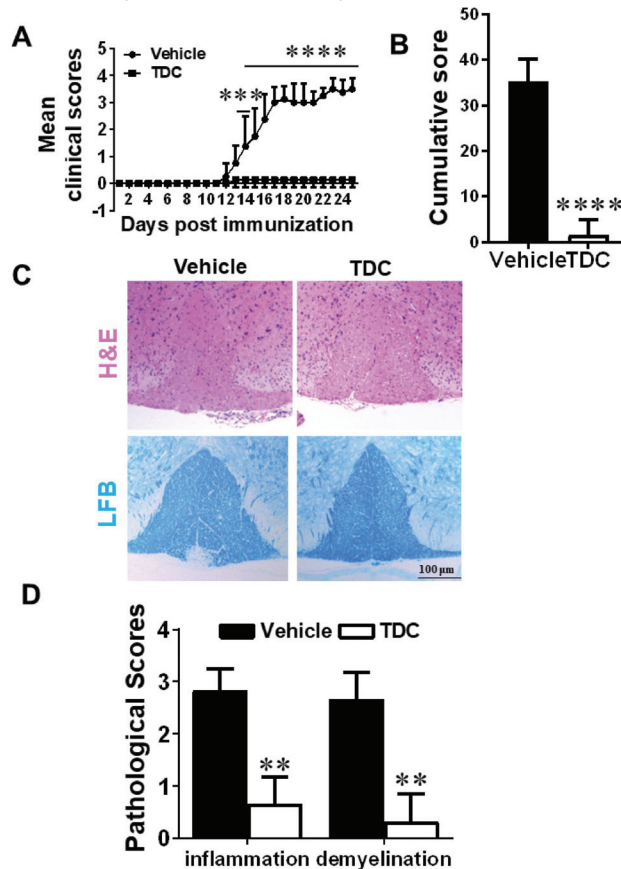 A
Vehicle
TDC
****
***
Mean
clinical scores
5
4
3
2
1
0
-1
2 4 6 8 10 12 14 16 18 20 22 24
Days post immunization
B
Cumulative sore
50
40
30
20
10
0
****
VehicleTDC
C
Vehicle TDC
H&E
LFB
100 μm
D
Pathological Scores
4
3
2
1
0
Vehicle TDC
** **
inflammation demyelination